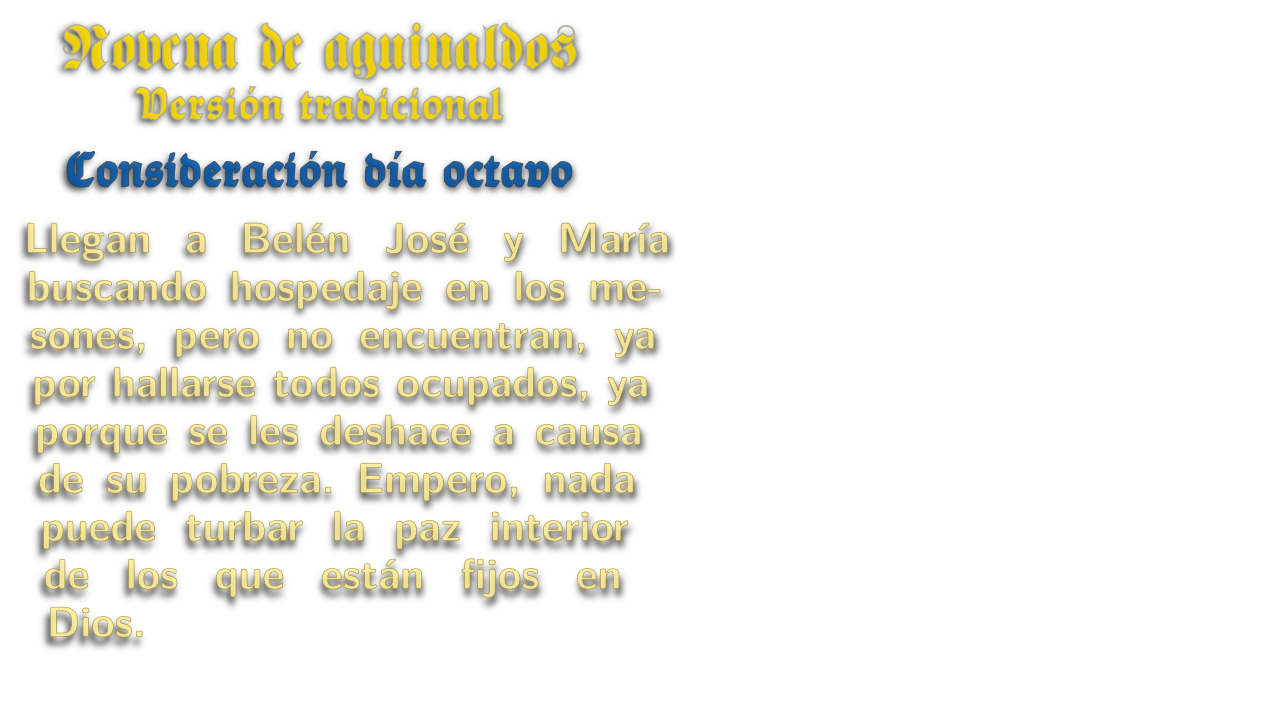 Novena de aguinaldos
Versión tradicional
Consideración día octavo
Llegan a Belén José y María
buscando hospedaje en los me-
sones, pero no encuentran, ya
por hallarse todos ocupados, ya
porque se les deshace a causa
de su pobreza. Empero, nada
puede turbar la paz interior
de los que están fijos en
Dios.